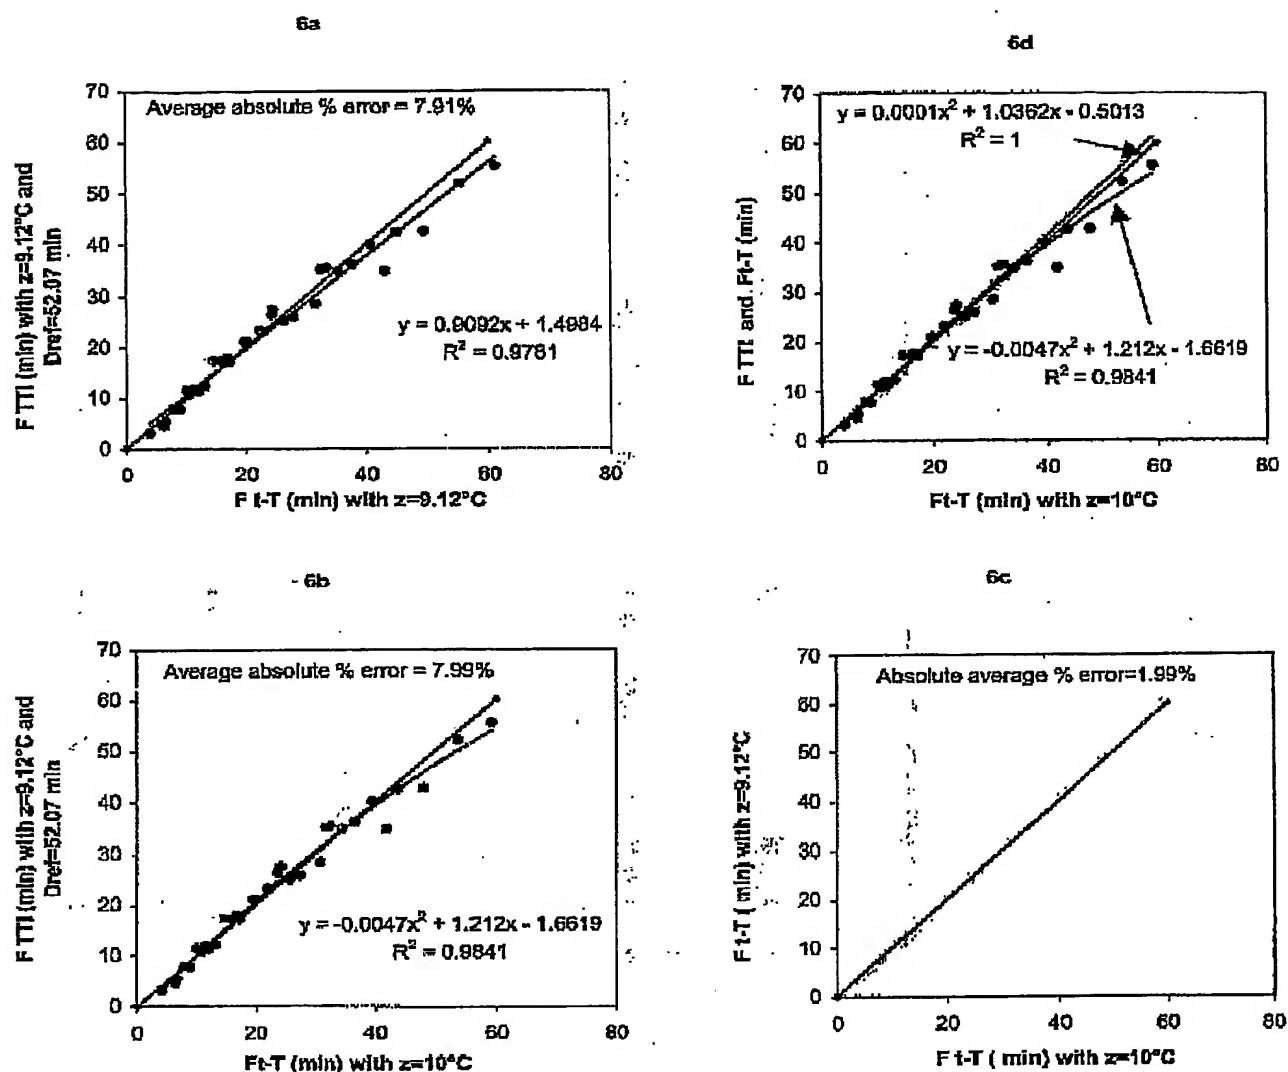 6a
70
60
50
40
30
20
10
0
Average absolute % error = 7.91%
y = 0.9092x + 1.4984
R² = 0.9781
0 20 40 60 80
F t-T (min) with z=9.12°C
F TTI (min) with z=9.12°C and
Dref=52.07 min
6d
70
60
50
40
30
20
10
0
y = 0.0001x² + 1.0362x - 0.5013
R² = 1
y = -0.0047x² + 1.212x - 1.6619
R² = 0.9841
0 20 40 60 80
Ft-T (min) with z=10°C
F TTI and Ft-T (min)
6b
70
60
50
40
30
20
10
0
Average absolute % error = 7.99%
y = -0.0047x² + 1.212x - 1.6619
R² = 0.9841
0 20 40 60 80
Ft-T (min) with z=10°C
F TTI (min) with z=9.12°C and
Dref=52.07 min
6c
70
60
50
40
30
20
10
0
Absolute average % error=1.99%
0 20 40 60 80
F t-T ( min) with z=10°C
F t-T ( min) with z=9.12°C